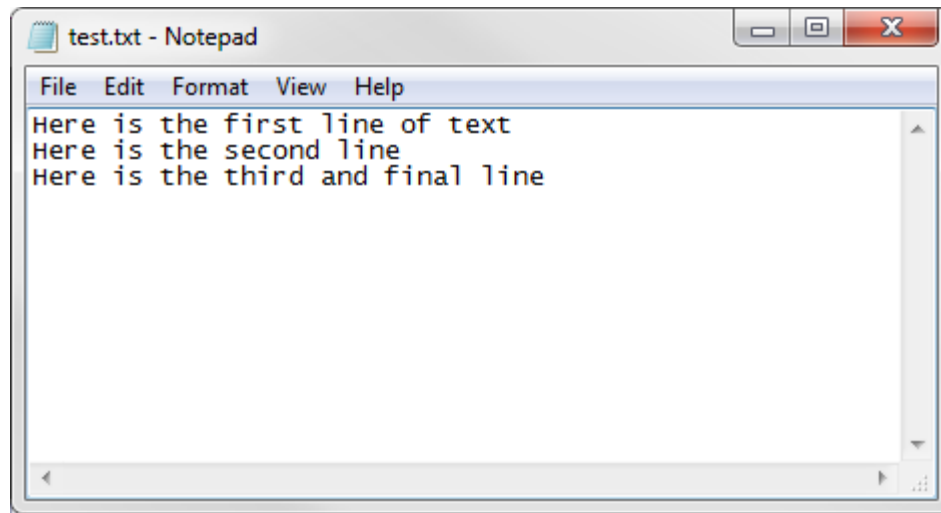 test.txt - Notepad
File Edit Format View Help
Here is the first line of text
Here is the second line
Here is the third and final line